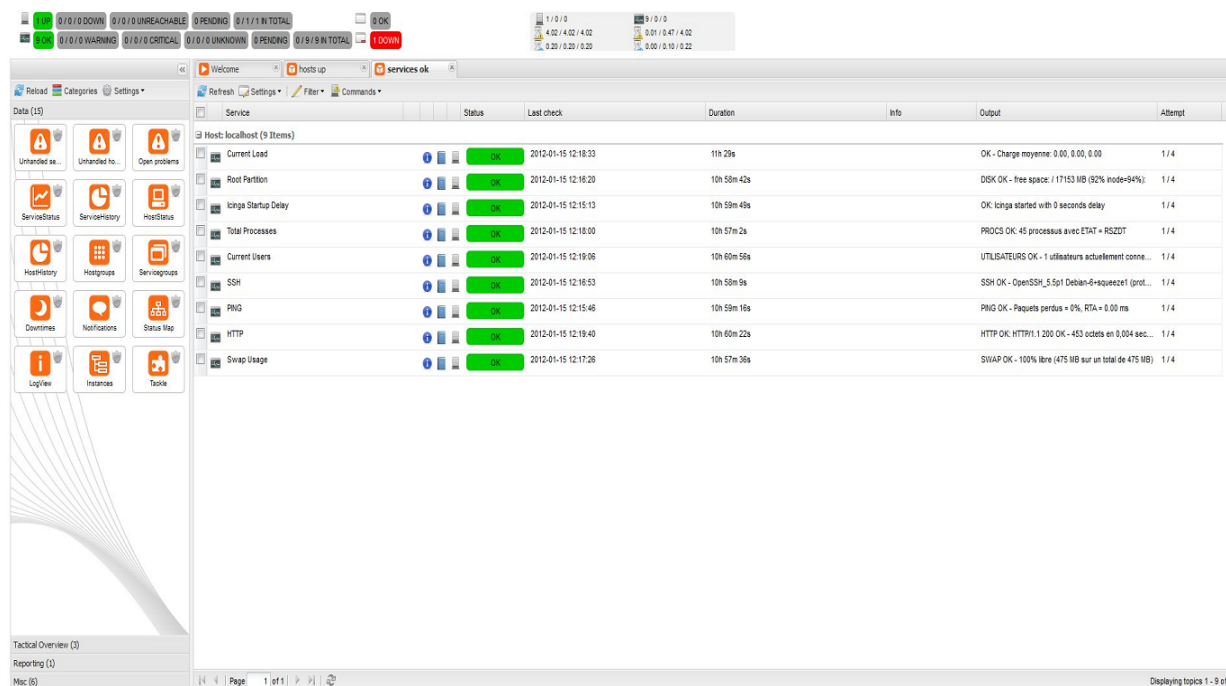 1 UP 0 / 0 / 0 DOWN 0 / 0 / 0 UNREACHABLE 0 PENDING 0 / 1 / 1 IN TOTAL 0 OK 1 / 0 / 0 9 / 0 / 0
4.02 / 4.02 / 4.02 0.01 / 0.47 / 4.02
9 OK 0 / 0 / 0 WARNING 0 / 0 / 0 CRITICAL 0 / 0 / 0 UNKNOWN 0 PENDING 0 / 9 / 9 IN TOTAL 1 DOWN 0.20 / 0.20 / 0.20 0.00 / 0.10 / 0.22
Welcome hosts up services ok
Reload Categories Settings
Refresh Settings Filter Commands
Data (15)
Service Status Last check Duration Info Output Attempt
Host: localhost (9 Items)
Current Load OK 2012-01-15 12:18:33 11h 29s OK - Charge moyenne: 0.00, 0.00, 0.00 1 / 4
Root Partition OK 2012-01-15 12:16:20 10h 58m 42s DISK OK - free space: / 17153 MB (92% inode=94%): 1 / 4
Icinga Startup Delay OK 2012-01-15 12:15:13 10h 59m 49s OK: Icinga started with 0 seconds delay 1 / 4
Total Processes OK 2012-01-15 12:18:00 10h 57m 2s PROCS OK: 45 processus avec ETAT = RSZDT 1 / 4
Current Users OK 2012-01-15 12:19:06 10h 60m 56s UTILISATEURS OK - 1 utilisateurs actuellement conne... 1 / 4
SSH OK 2012-01-15 12:16:53 10h 58m 9s SSH OK - OpenSSH_5.5p1 Debian-6+squeeze1 (prot... 1 / 4
PING OK 2012-01-15 12:15:46 10h 59m 16s PING OK - Paquets perdus = 0%, RTA = 0.00 ms 1 / 4
HTTP OK 2012-01-15 12:19:40 10h 60m 22s HTTP OK: HTTP/1.1 200 OK - 453 octets en 0,004 sec... 1 / 4
Swap Usage OK 2012-01-15 12:17:26 10h 57m 36s SWAP OK - 100% libre (475 MB sur un total de 475 MB) 1 / 4
Unhandled se... Unhandled ho... Open problems
ServiceStatus ServiceHistory HostStatus
HostHistory Hostgroups Servicegroups
Downtimes Notifications Status Map
LogView Instances Tackle
Tactical Overview (3)
Reporting (1)
Misc (6)
Page 1 of 1 Displaying topics 1 - 9 of